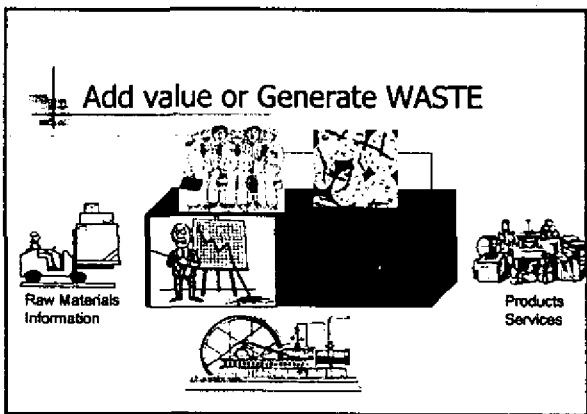 Add value or Generate WASTE
Raw Materials
Information
Products
Services